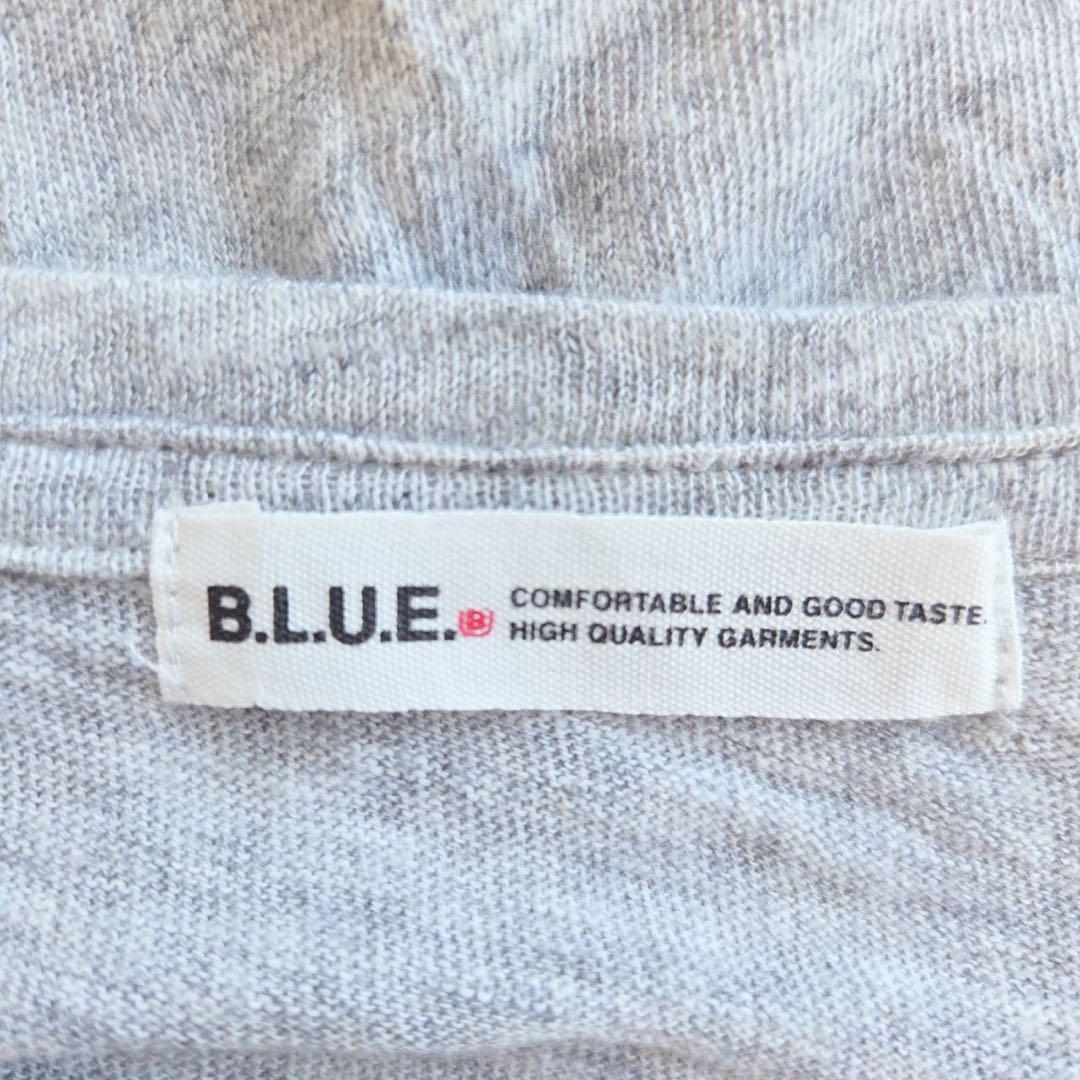 B.L.U.E. B
COMFORTABLE AND GOOD TASTE.
HIGH QUALITY GARMENTS.